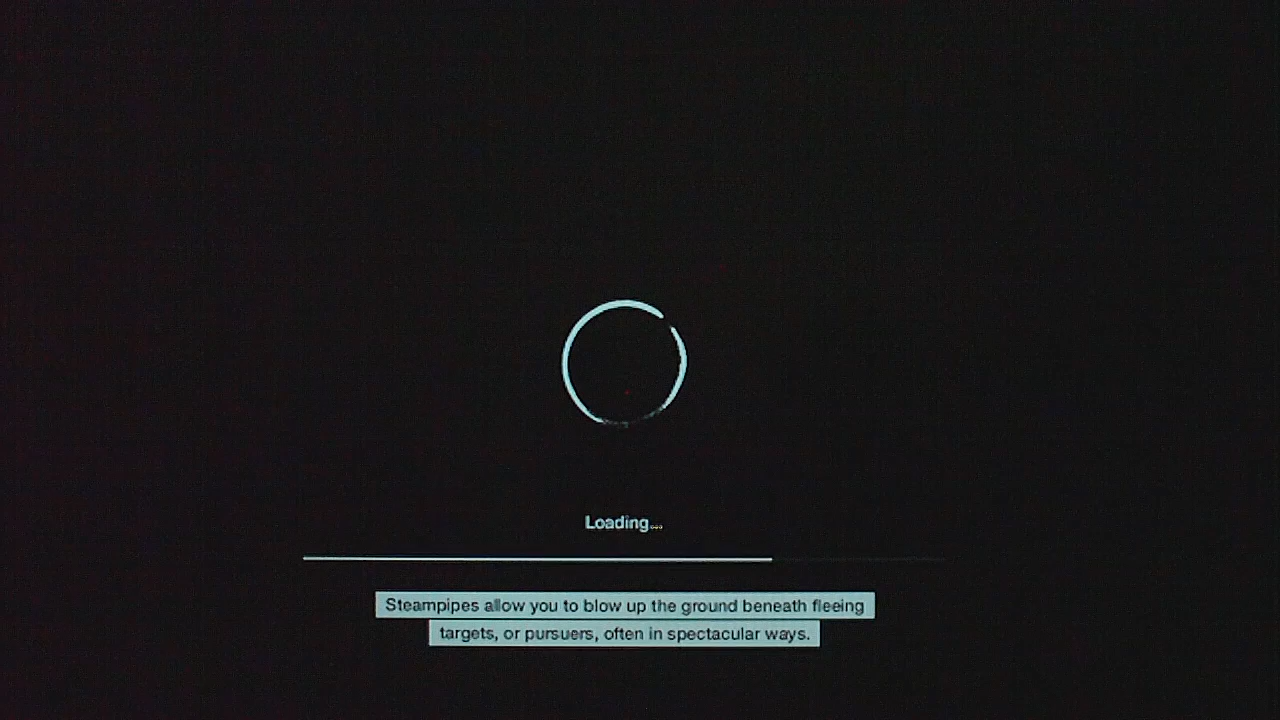 Loading...
Steampipes allow you to blow up the ground beneath fleeing
targets, or pursuers, often in spectacular ways.